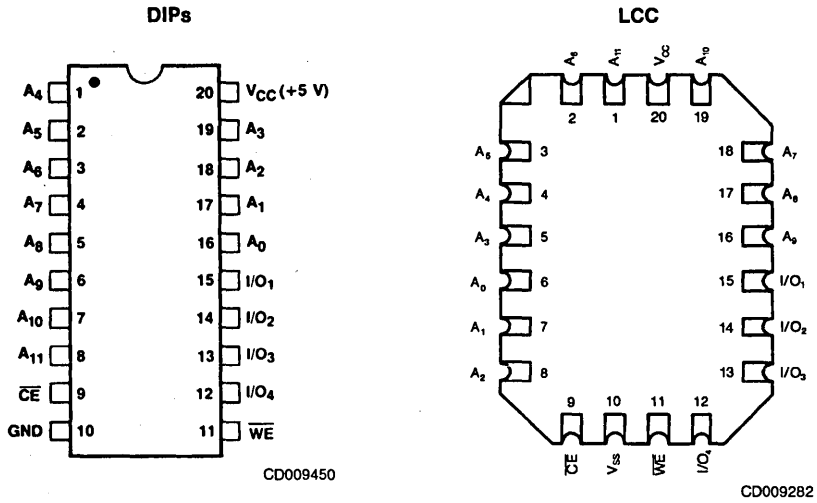 DIPs
A4 1 20 VCC (+5 V)
A5 2 19 A3
A6 3 18 A2
A7 4 17 A1
A8 5 16 A0
A9 6 15 I/O1
A10 7 14 I/O2
A11 8 13 I/O3
C̅E̅ 9 12 I/O4
GND 10 11 W̅E̅
CD009450
LCC
A6 A11 VCC A10
2 1 20 19
A5 3 18 A7
A4 4 17 A8
A3 5 16 A9
A0 6 15 I/O1
A1 7 14 I/O2
A2 8 13 I/O3
9 10 11 12
C̅E̅ VSS W̅E̅ I/O4
CD009282